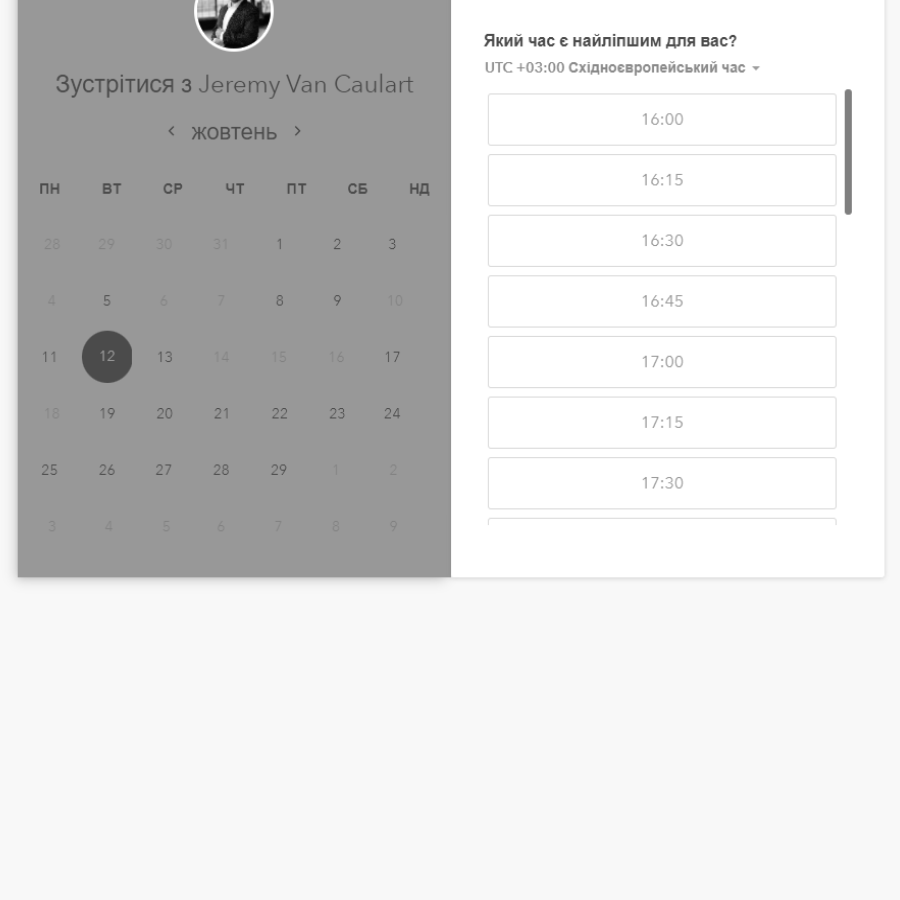 Зустрітися з Jeremy Van Caulart
жовтень
ПН ВТ СР ЧТ ПТ СБ НД
28 29 30 31 1 2 3
4 5 6 7 8 9 10
11 12 13 14 15 16 17
18 19 20 21 22 23 24
25 26 27 28 29 1 2
3 4 5 6 7 8 9
Який час є найліпшим для вас?
UTC +03:00 Східноєвропейський час
16:00
16:15
16:30
16:45
17:00
17:15
17:30